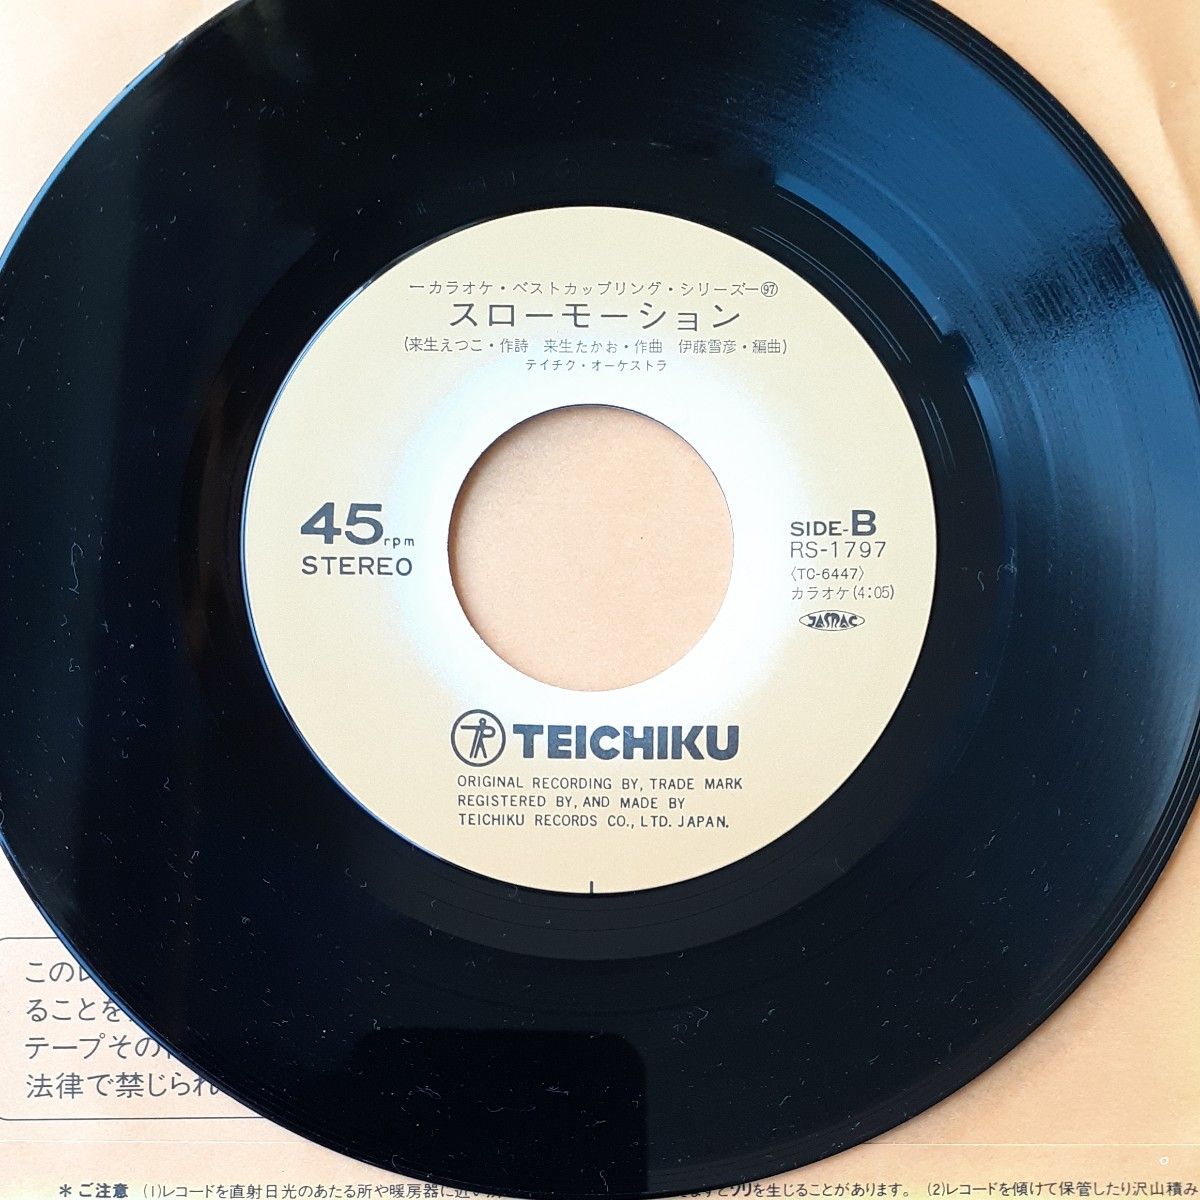 ーカラオケ・ベストカップリング・シリーズー㊗97
スローモーション
(来生えつこ・作詩 来生たかお・作曲 伊藤雪彦・編曲)
テイチク・オーケストラ
45rpm
STEREO
SIDE-B
RS-1797
〈TC-6447〉
カラオケ(4:05)
JASRAC
TEICHIKU
ORIGINAL RECORDING BY, TRADE MARK
REGISTERED BY, AND MADE BY
TEICHIKU RECORDS CO., LTD. JAPAN.
このレ
ることを
テープその
法律で禁じられ
＊ご注意 (1)レコードを直射日光のあたる所や暖房器に近い ますとソリを生じることがあります。 (2)レコードを傾けて保管したり沢山積み